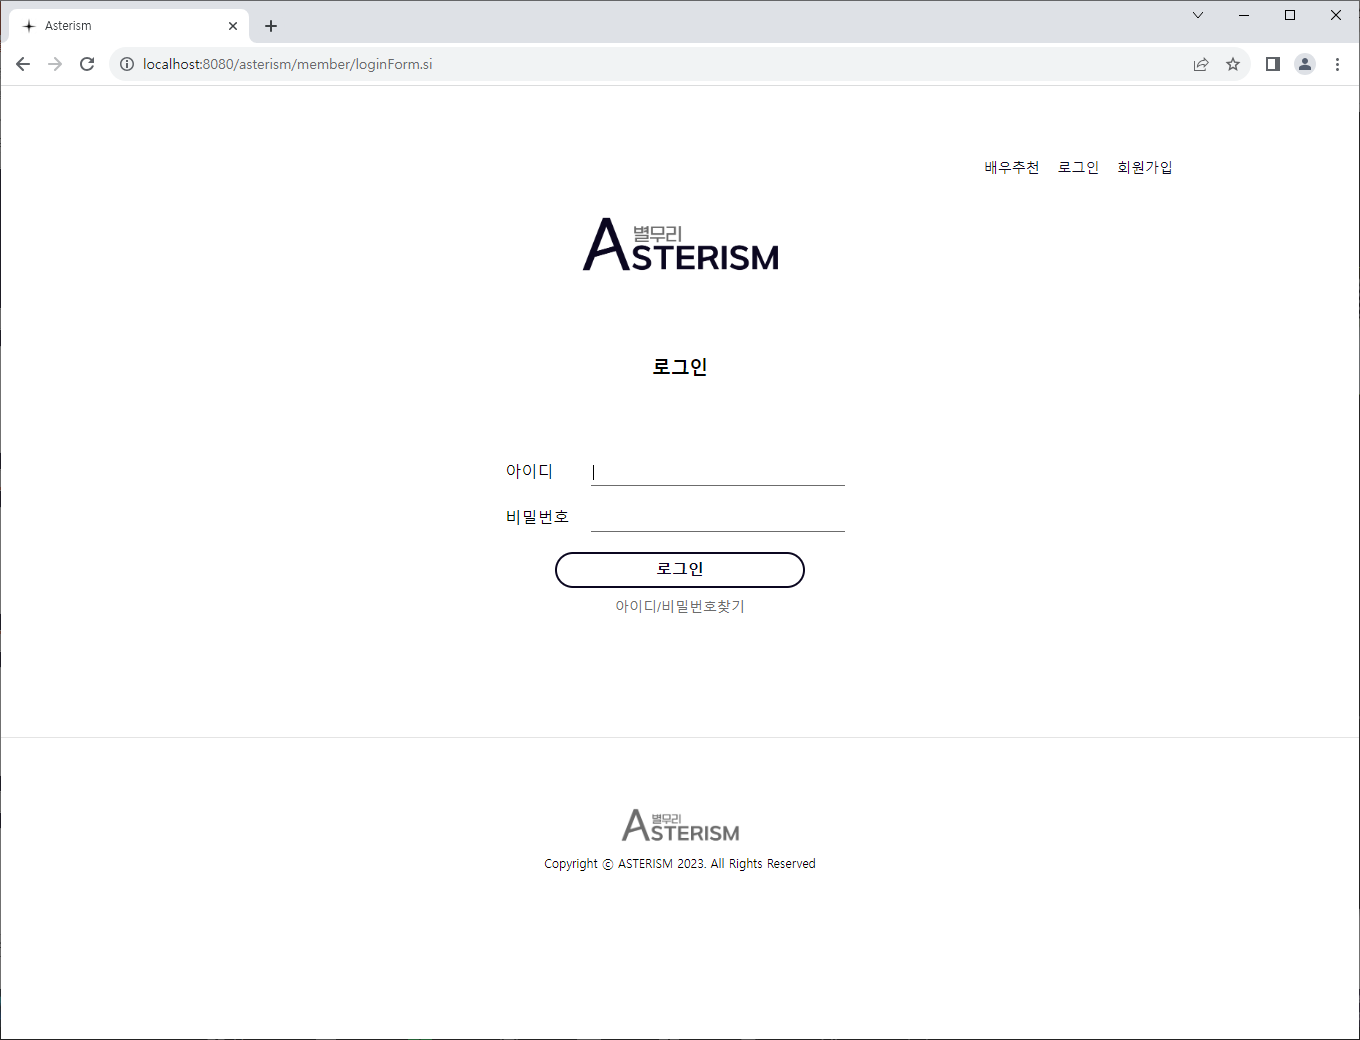 Asterism
localhost:8080/asterism/member/loginForm.si
배우추천 로그인 회원가입
별무리
ASTERISM
로그인
아이디
비밀번호
로그인
아이디/비밀번호찾기
별무리
ASTERISM
Copyright ⓒ ASTERISM 2023. All Rights Reserved